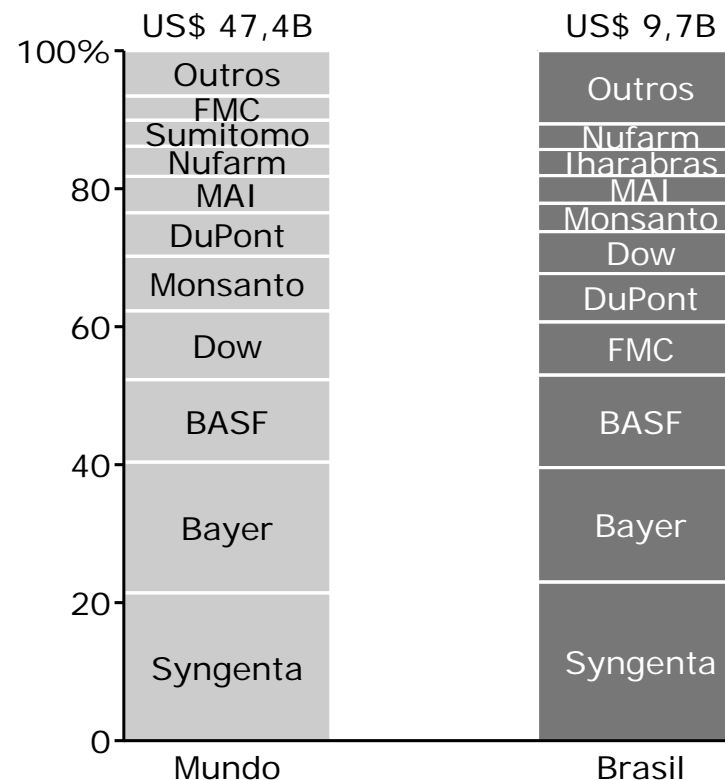 US$ 47,4B
US$ 9,7B
100%
80
60
40
20
0
Outros
FMC
Sumitomo
Nufarm
MAI
DuPont
Monsanto
Dow
BASF
Bayer
Syngenta
Outros
Nufarm
Iharabras
MAI
Monsanto
Dow
DuPont
FMC
BASF
Bayer
Syngenta
Mundo
Brasil